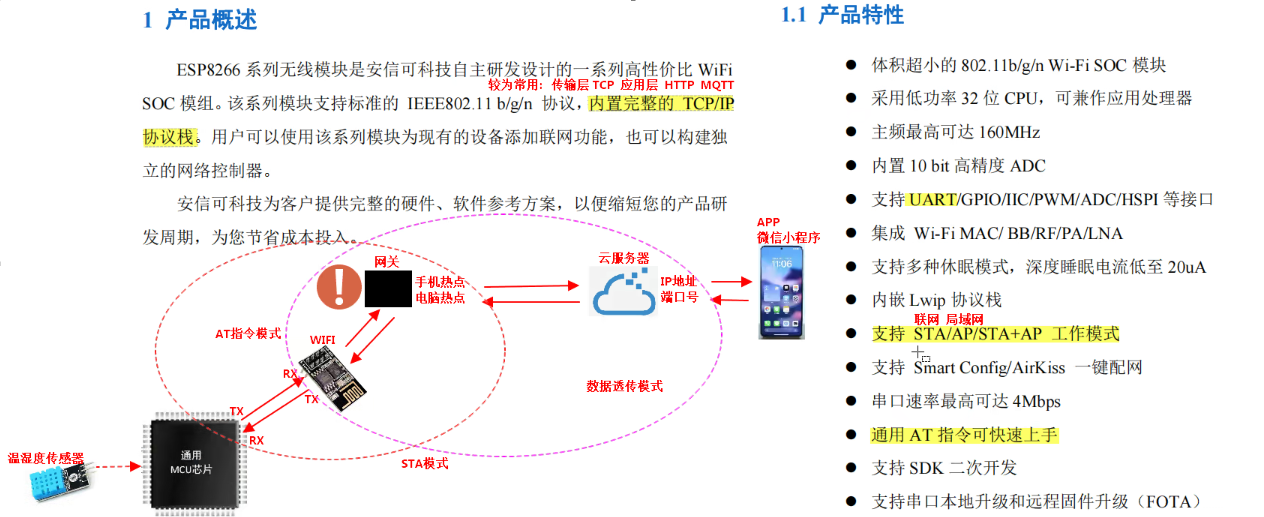 1 产品概述
ESP8266 系列无线模块是安信可科技自主研发设计的一系列高性价比 WiFi
较为常用：传输层 TCP 应用层 HTTP MQTT
SOC 模组。该系列模块支持标准的 IEEE802.11 b/g/n 协议，内置完整的 TCP/IP
协议栈。用户可以使用该系列模块为现有的设备添加联网功能，也可以构建独
立的网络控制器。
安信可科技为客户提供完整的硬件、软件参考方案，以便缩短您的产品研
发周期，为您节省成本投入。
网关
手机热点
电脑热点
云服务器
IP地址
端口号
APP
微信小程序
11:06
AT指令模式
WIFI
RX
TX
TX
RX
数据透传模式
STA模式
温湿度传感器
通用
MCU芯片
1.1 产品特性
● 体积超小的 802.11b/g/n Wi-Fi SOC 模块
● 采用低功率 32 位 CPU，可兼作应用处理器
● 主频最高可达 160MHz
● 内置 10 bit 高精度 ADC
● 支持 UART/GPIO/IIC/PWM/ADC/HSPI 等接口
● 集成 Wi-Fi MAC/ BB/RF/PA/LNA
● 支持多种休眠模式，深度睡眠电流低至 20uA
● 内嵌 Lwip 协议栈
联网 局域网
● 支持 STA/AP/STA+AP 工作模式
● 支持 Smart Config/AirKiss 一键配网
● 串口速率最高可达 4Mbps
● 通用 AT 指令可快速上手
● 支持 SDK 二次开发
● 支持串口本地升级和远程固件升级（FOTA）